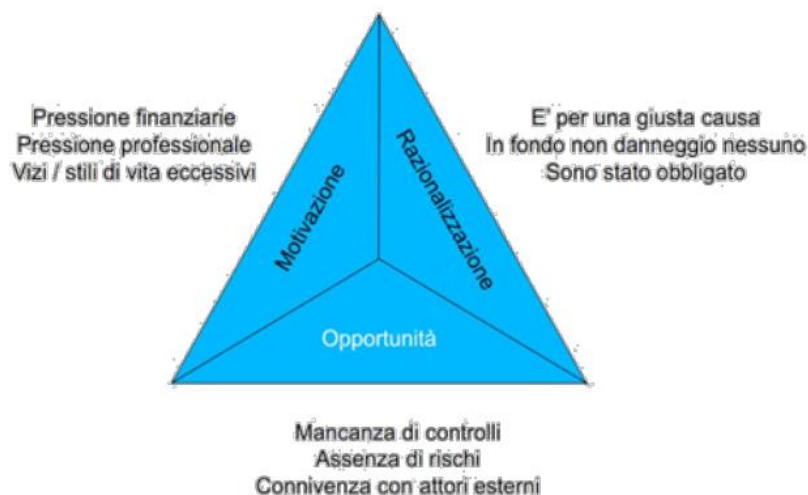 Pressione finanziarie
Pressione professionale
Vizi / stili di vita eccessivi
Motivazione
Razionalizzazione
E' per una giusta causa
In fondo non danneggio nessuno
Sono stato obbligato
Opportunità
Mancanza di controlli
Assenza di rischi
Connivenza con attori esterni